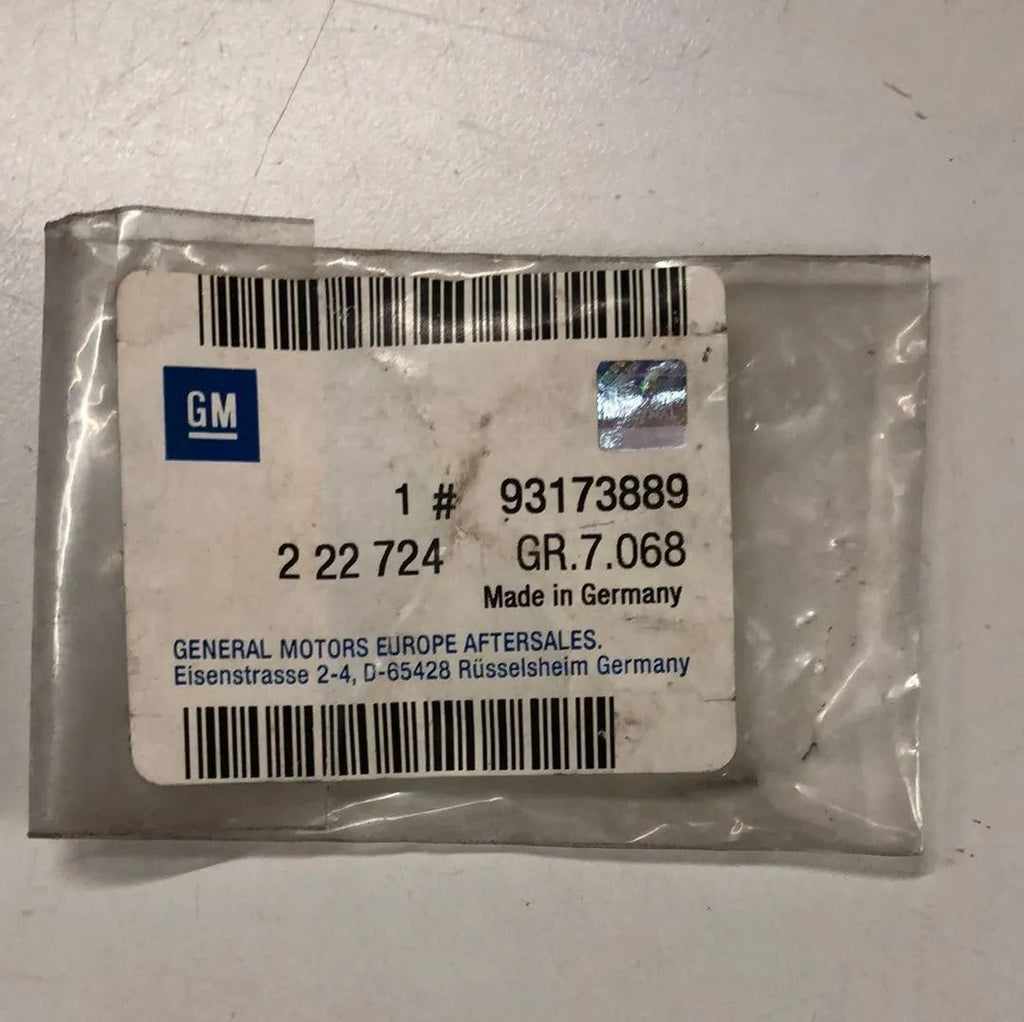 GM
1 # 93173889
2 22 724 GR.7.068
Made in Germany
GENERAL MOTORS EUROPE AFTERSALES.
Eisenstrasse 2-4, D-65428 Rüsselsheim Germany